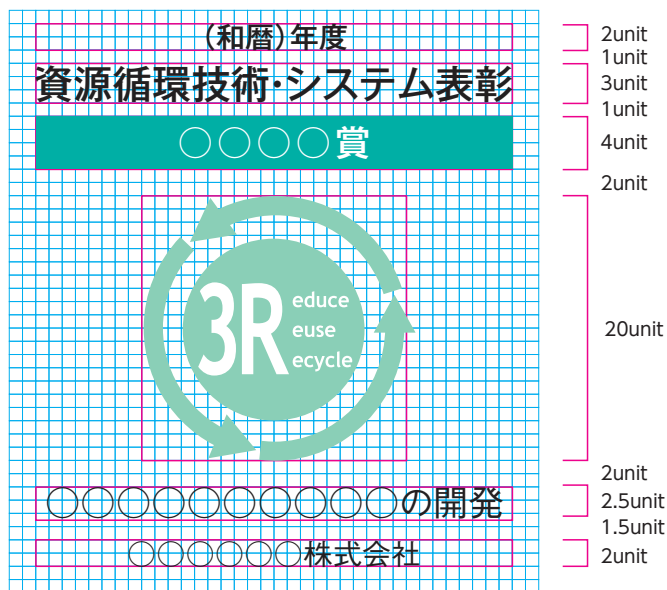 (和暦)年度
2unit
1unit
資源循環技術・システム表彰
3unit
1unit
○○○○賞
4unit
2unit
3R
educe
euse
ecycle
20unit
2unit
○○○○○○○○○○の開発
2.5unit
1.5unit
○○○○○○株式会社
2unit